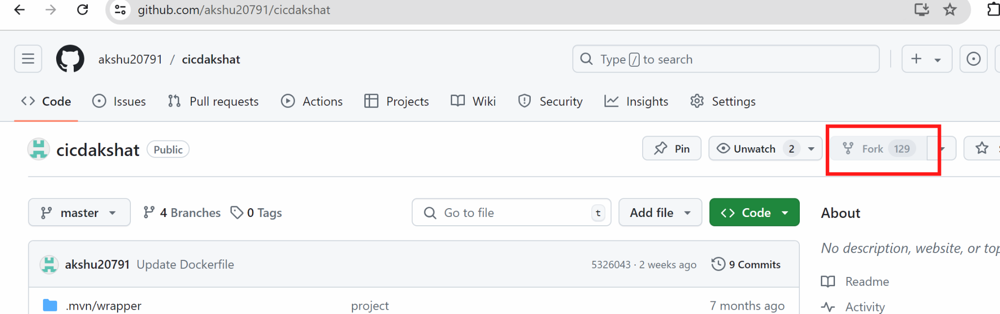 github.com/akshu20791/cicdakshat
akshu20791 / cicdakshat
Type / to search
Code Issues Pull requests Actions Projects Wiki Security Insights Settings
cicdakshat Public Pin Unwatch 2 Fork 129
master 4 Branches 0 Tags Go to file t Add file Code About
No description, website, or
akshu20791 Update Dockerfile 5326043 · 2 weeks ago 9 Commits
Readme
.mvn/wrapper project 7 months ago Activity